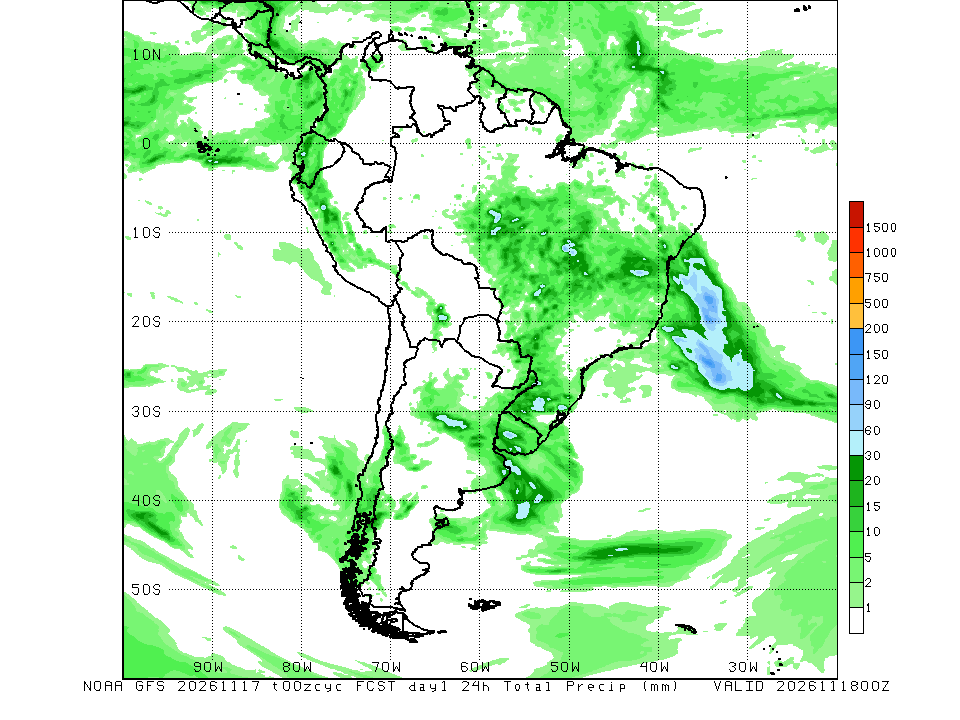 10N
0
10S
20S
30S
40S
50S
90W 80W 70W 60W 50W 40W 30W
1500
1000
750
500
200
150
120
90
60
30
20
15
10
5
2
1
NOAA GFS 20261117 t00zcyc FCST day1 24h Total Precip (mm) VALID 2026111800Z